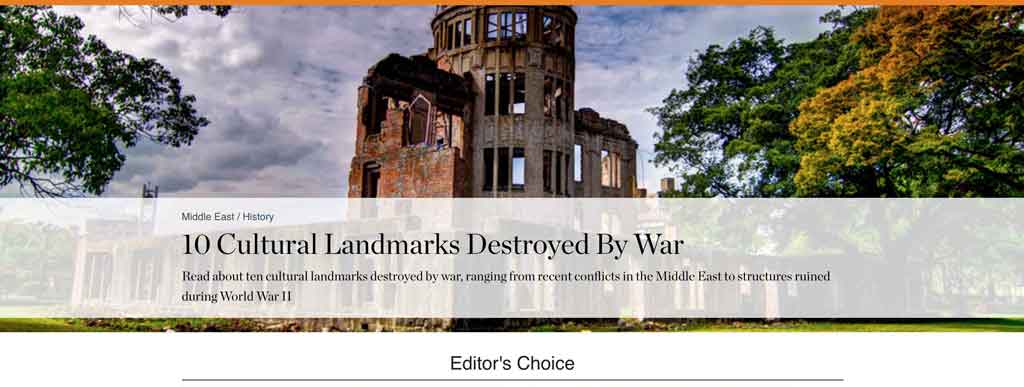 Middle East / History
10 Cultural Landmarks Destroyed By War
Read about ten cultural landmarks destroyed by war, ranging from recent conflicts in the Middle East to structures ruined
during World War II
Editor's Choice